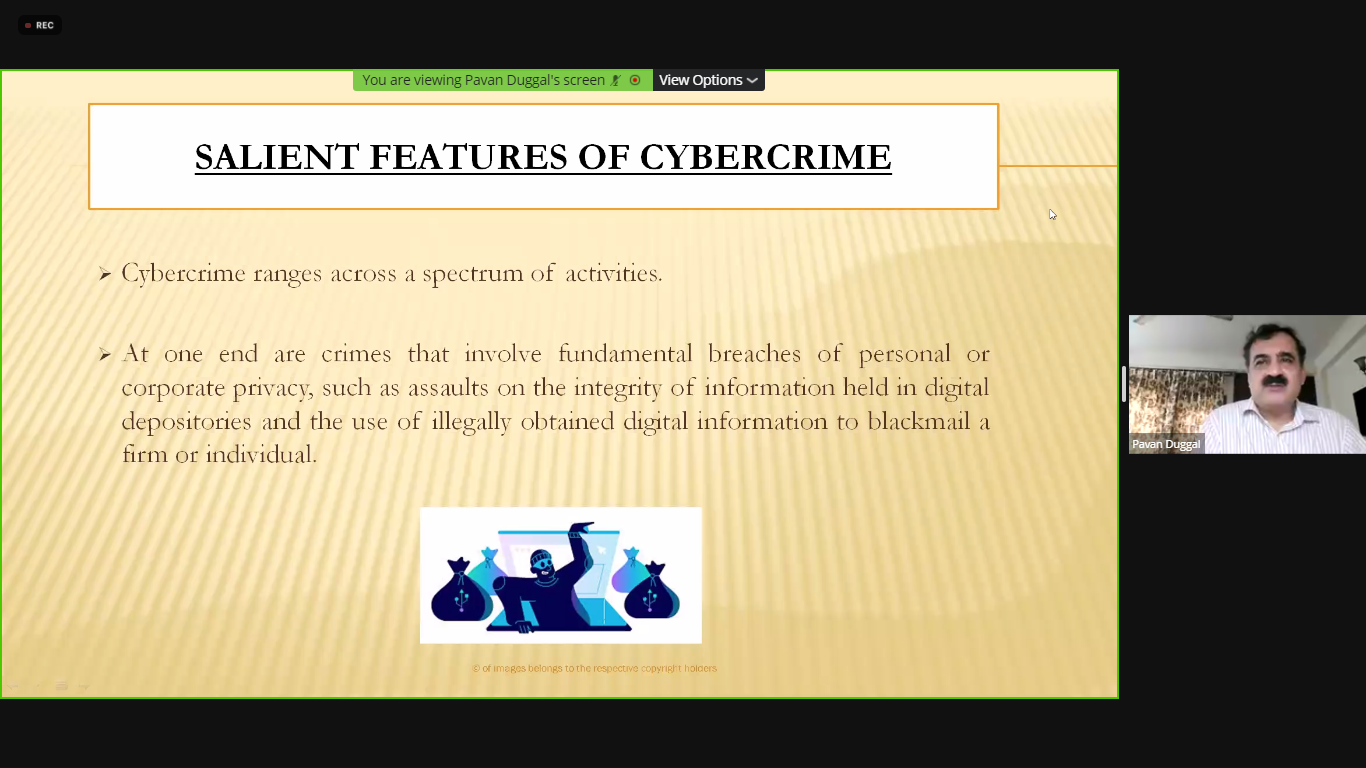 REC
You are viewing Pavan Duggal's screen
View Options
SALIENT FEATURES OF CYBERCRIME
Cybercrime ranges across a spectrum of activities.
At one end are crimes that involve fundamental breaches of personal or
corporate privacy, such as assaults on the integrity of information held in digital
depositories and the use of illegally obtained digital information to blackmail a
firm or individual.
Pavan Duggal
© of images belongs to the respective copyright holders